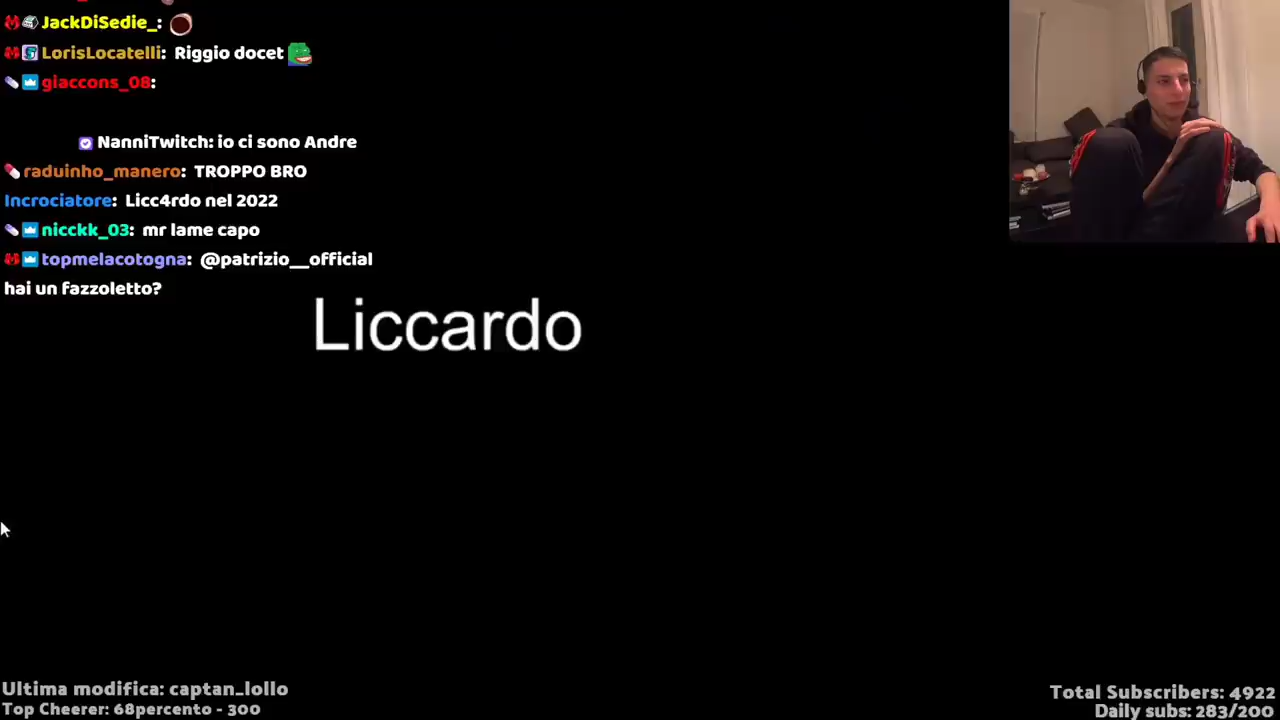 JackDiSedie_:
LorisLocatelli: Riggio docet
giaccons_08:
NanniTwitch: io ci sono Andre
raduinho_manero: TROPPO BRO
Incrociatore: Licc4rdo nel 2022
nicckk_03: mr lame capo
topmelacotogna: @patrizio__official
hai un fazzoletto?
Liccardo
Ultima modifica: captan_lollo
Top Cheerer: 68percento - 300
Total Subscribers: 4922
Daily subs: 283/200